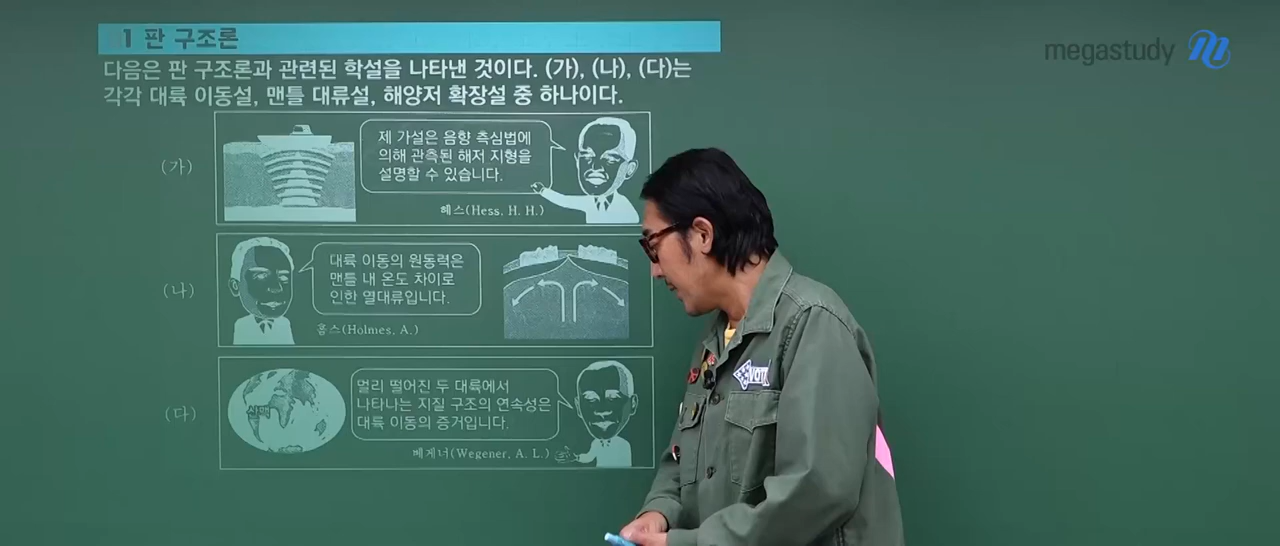 1 판 구조론
megastudy
다음은 판 구조론과 관련된 학설을 나타낸 것이다. (가), (나), (다)는
각각 대륙 이동설, 맨틀 대류설, 해양저 확장설 중 하나이다.
(가)
제 가설은 음향 측심법에
의해 관측된 해저 지형을
설명할 수 있습니다.
헤스(Hess, H. H.)
(나)
대륙 이동의 원동력은
맨틀 내 온도 차이로
인한 열대류입니다.
홈스(Holmes, A.)
(다)
산맥
멀리 떨어진 두 대륙에서
나타나는 지질 구조의 연속성은
대륙 이동의 증거입니다.
베게너(Wegener, A. L.)
VOTE